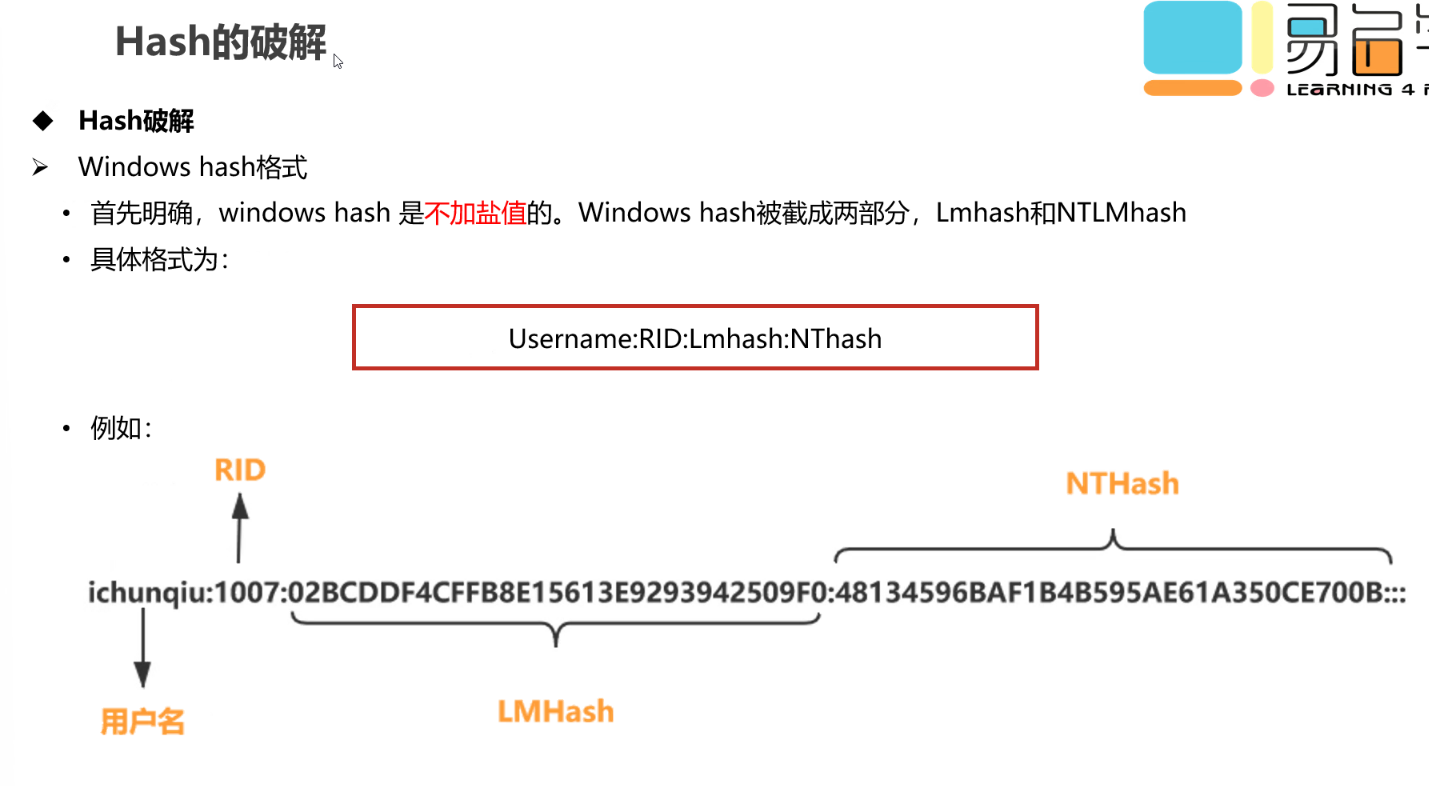 Hash的破解
LEARNING 4
Hash破解
Windows hash格式
首先明确，windows hash 是不加盐值的。Windows hash被截成两部分，Lmhash和NTLMhash
具体格式为：
Username:RID:Lmhash:NThash
例如：
RID
NTHash
ichunqiu:1007:02BCDDF4CFFB8E15613E9293942509F0:48134596BAF1B4B595AE61A350CE700B:::
用户名
LMHash